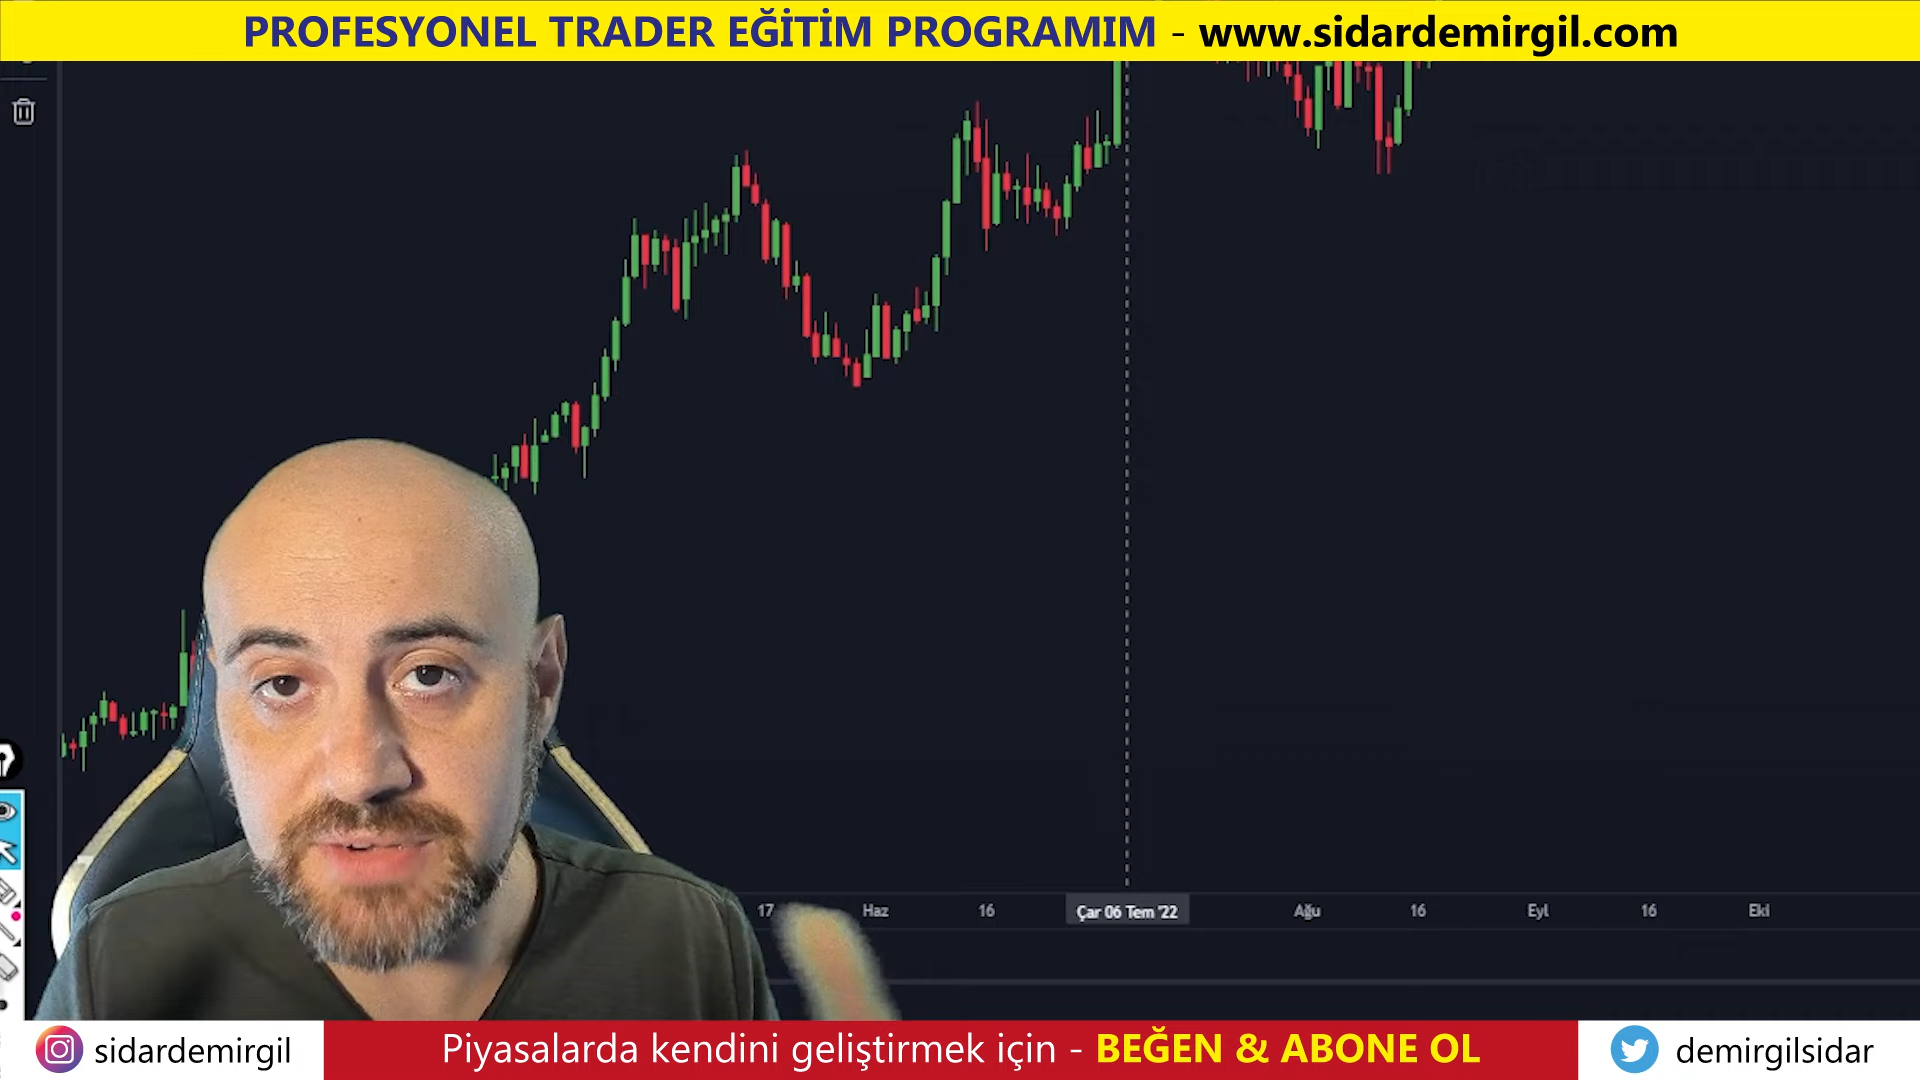 PROFESYONEL TRADER EĞİTİM PROGRAMIM - www.sidardemirgil.com
17 Haz 16 Çar 06 Tem '22 Ağu 16 Eyl 16 Eki
sidardemirgil
Piyasalarda kendini geliştirmek için - BEĞEN & ABONE OL
demirgilsidar